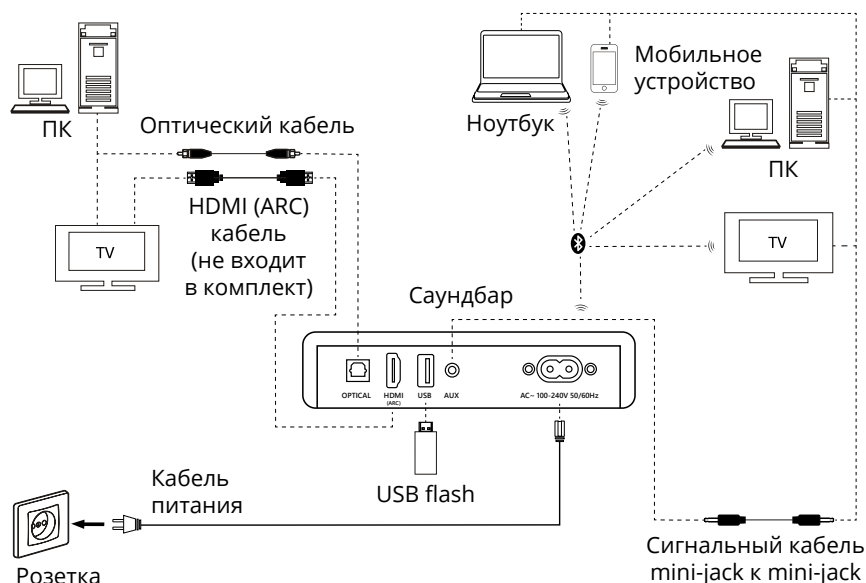 ПК
Оптический кабель
HDMI (ARC)
кабель
(не входит
в комплект)
TV
Ноутбук
Мобильное
устройство
ПК
TV
Саундбар
OPTICAL
HDMI
(ARC)
USB
AUX
AC~ 100-240V 50/60Hz
Кабель
питания
USB flash
Розетка
Сигнальный кабель
mini-jack к mini-jack